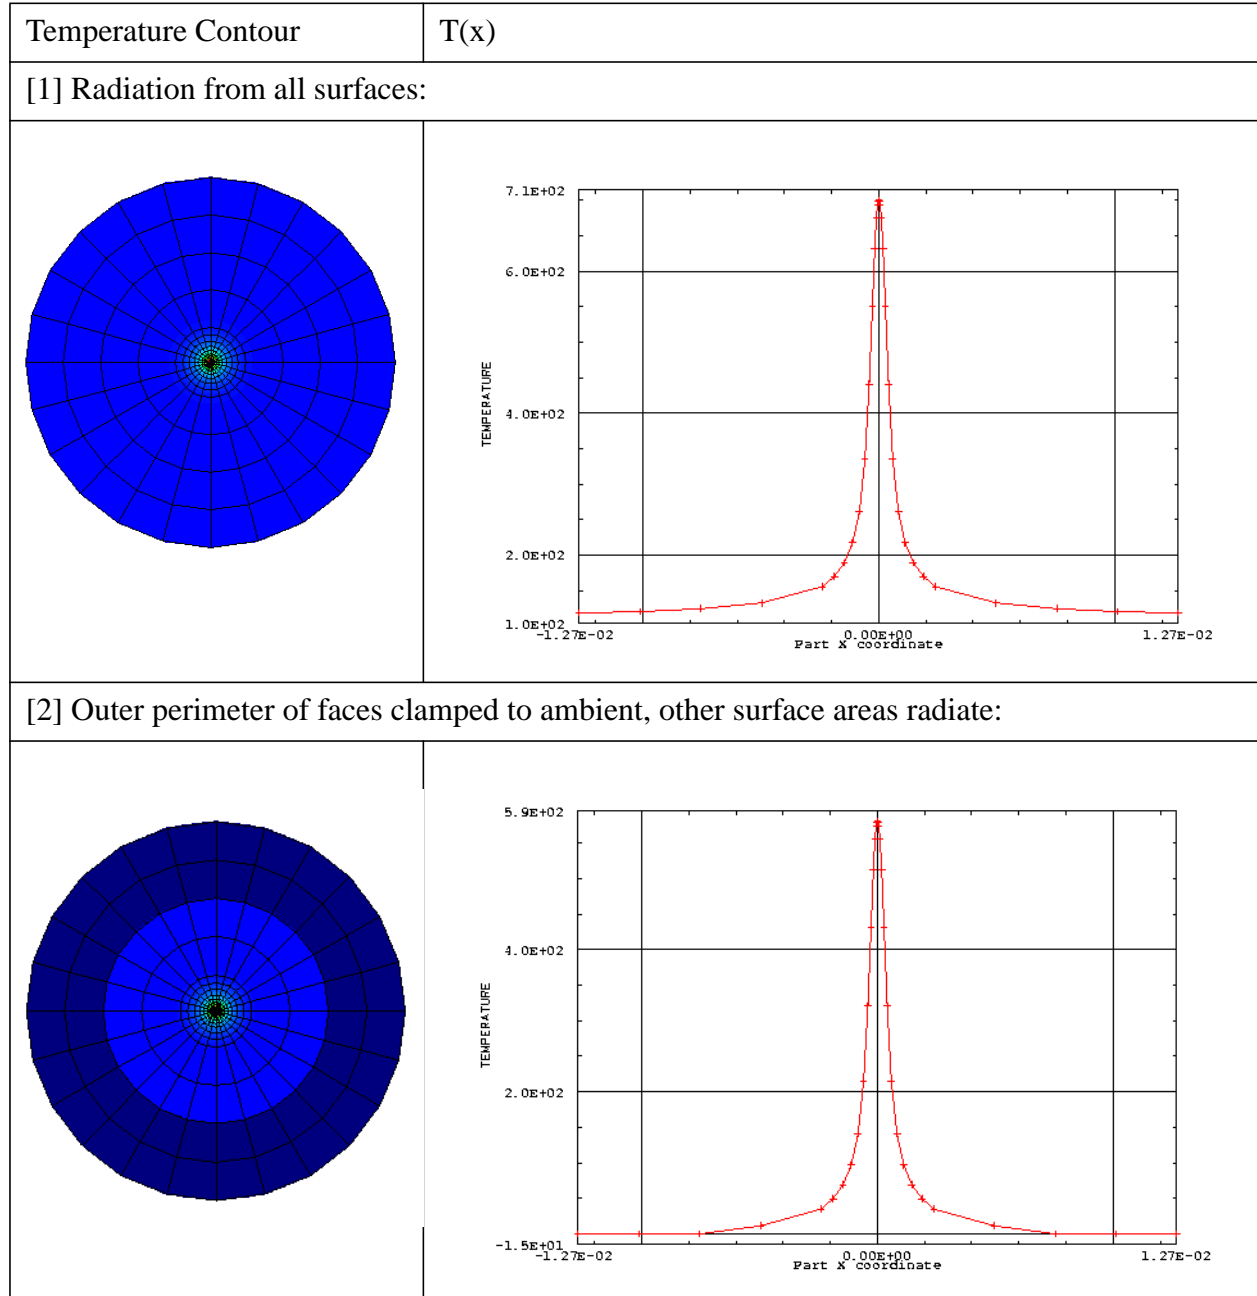 Temperature Contour
T(x)
[1] Radiation from all surfaces:
7.1E+02
6.0E+02
TEMPERATURE
4.0E+02
2.0E+02
1.0E+02
-1.27E-02
0.00E+00
1.27E-02
Part X coordinate
[2] Outer perimeter of faces clamped to ambient, other surface areas radiate:
5.9E+02
4.0E+02
TEMPERATURE
2.0E+02
-1.5E+01
-1.27E-02
0.00E+00
1.27E-02
Part X coordinate